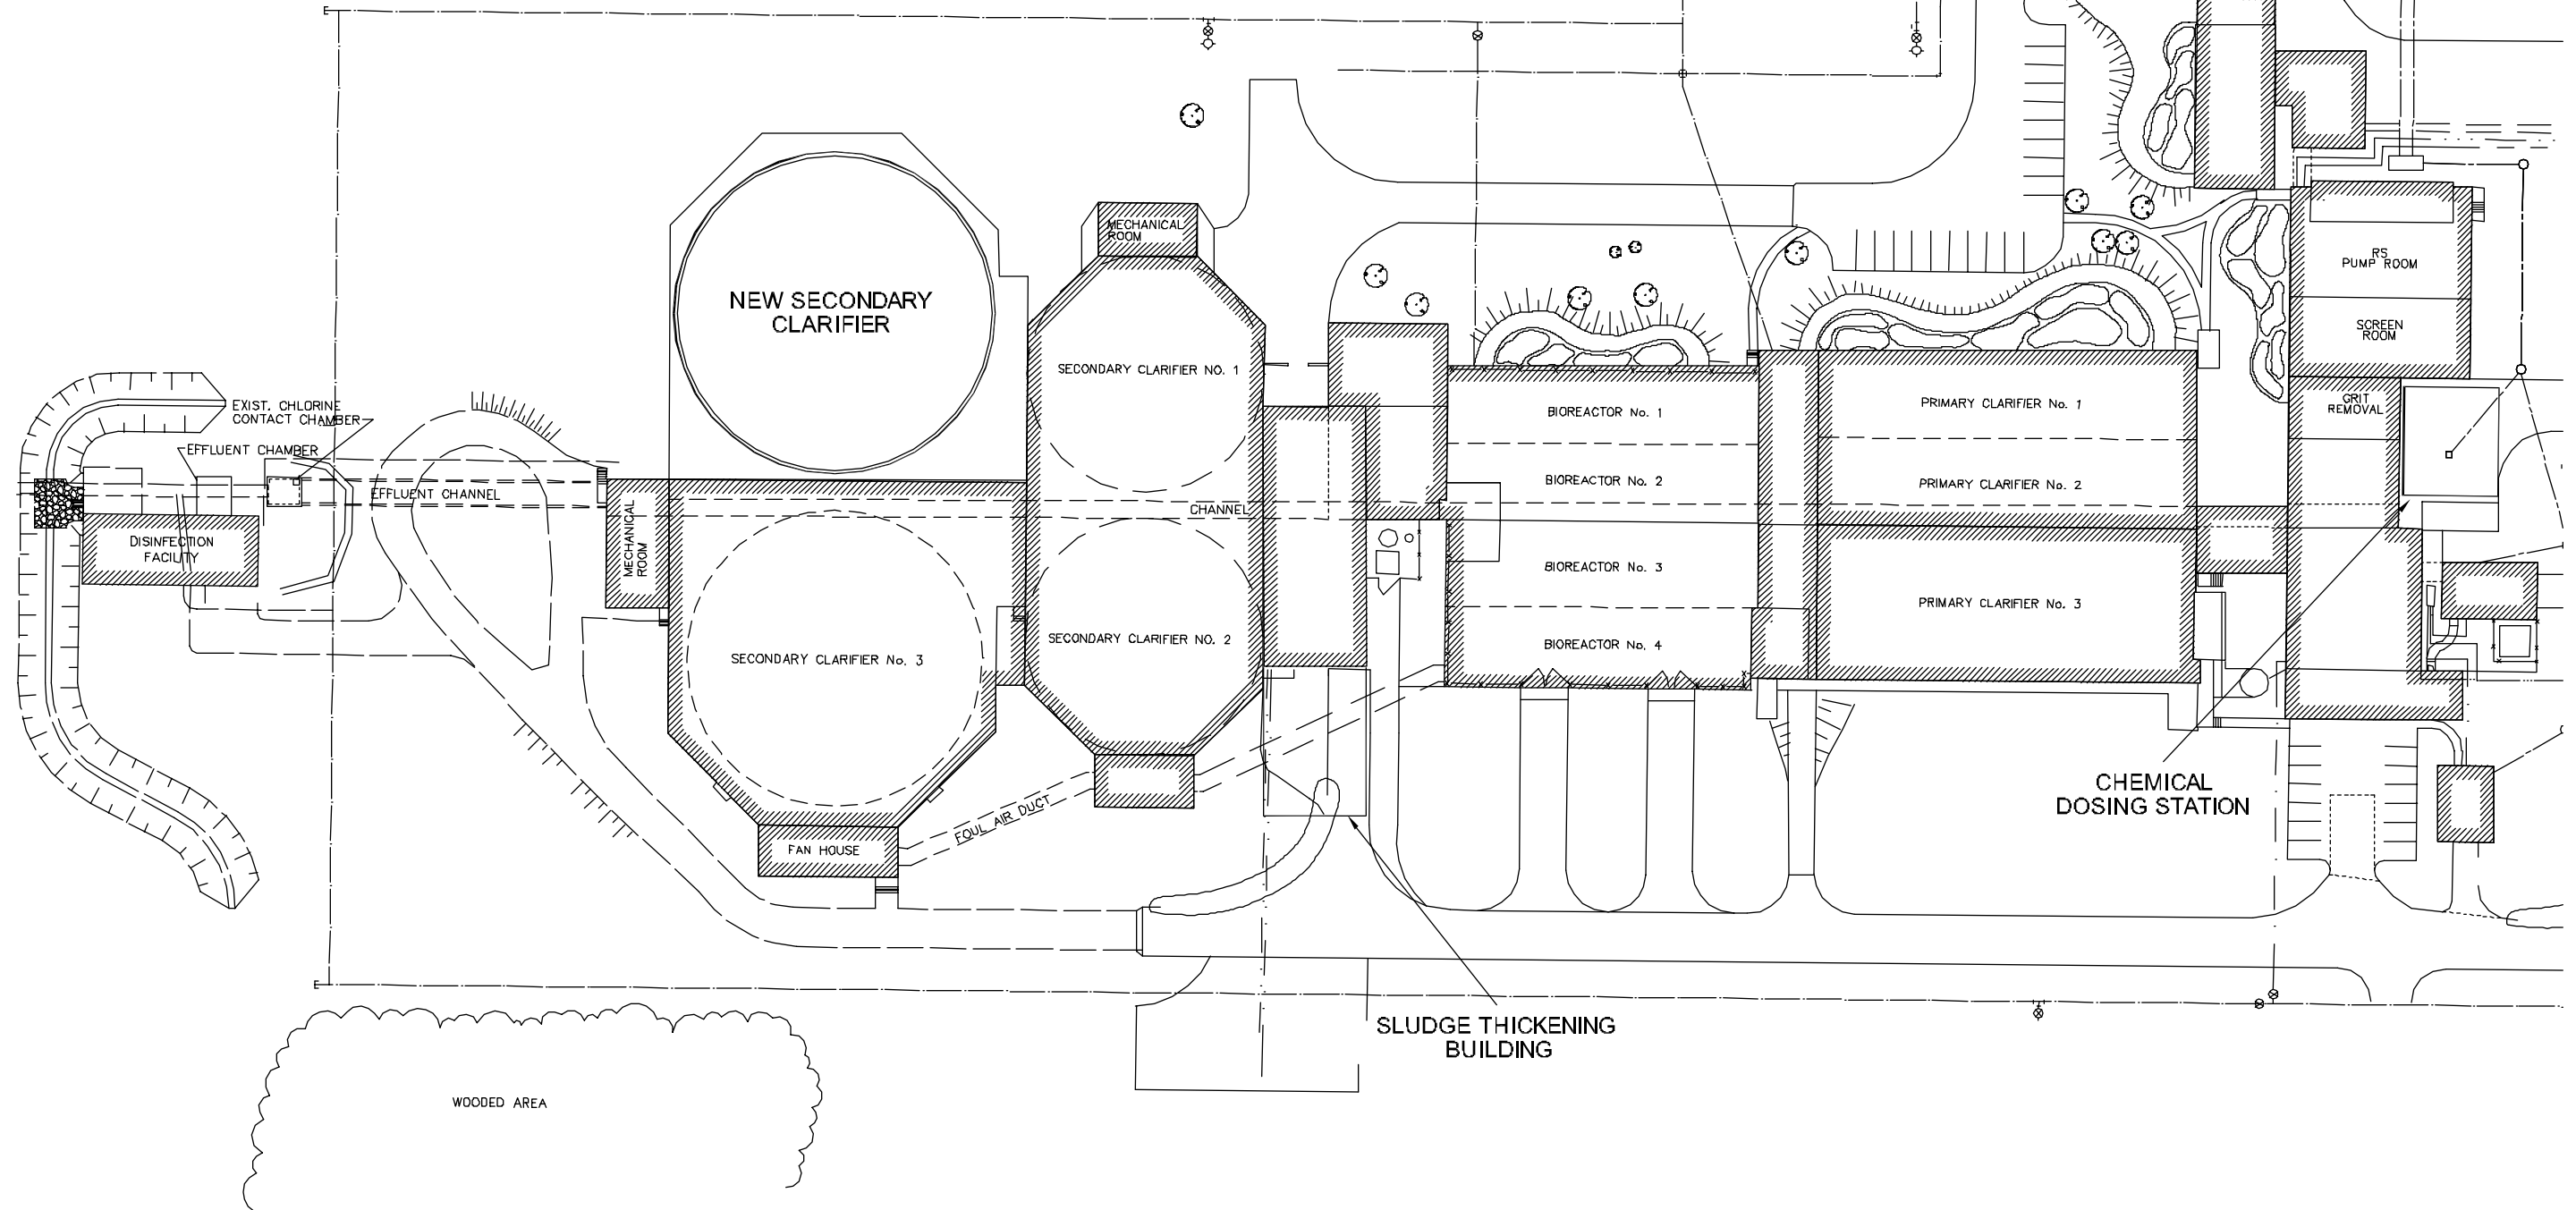 MECHANICAL
ROOM
NEW SECONDARY
CLARIFIER
RS
PUMP ROOM
SCREEN
ROOM
SECONDARY CLARIFIER NO. 1
GRIT
REMOVAL
EXIST. CHLORINE
CONTACT CHAMBER
BIOREACTOR No. 1
PRIMARY CLARIFIER No. 1
EFFLUENT CHAMBER
BIOREACTOR No. 2
PRIMARY CLARIFIER No. 2
EFFLUENT CHANNEL
CHANNEL
DISINFECTION
FACILITY
MECHANICAL
ROOM
BIOREACTOR No. 3
PRIMARY CLARIFIER No. 3
SECONDARY CLARIFIER NO. 2
BIOREACTOR No. 4
SECONDARY CLARIFIER No. 3
CHEMICAL
DOSING STATION
FOUL AIR DUCT
FAN HOUSE
SLUDGE THICKENING
BUILDING
WOODED AREA